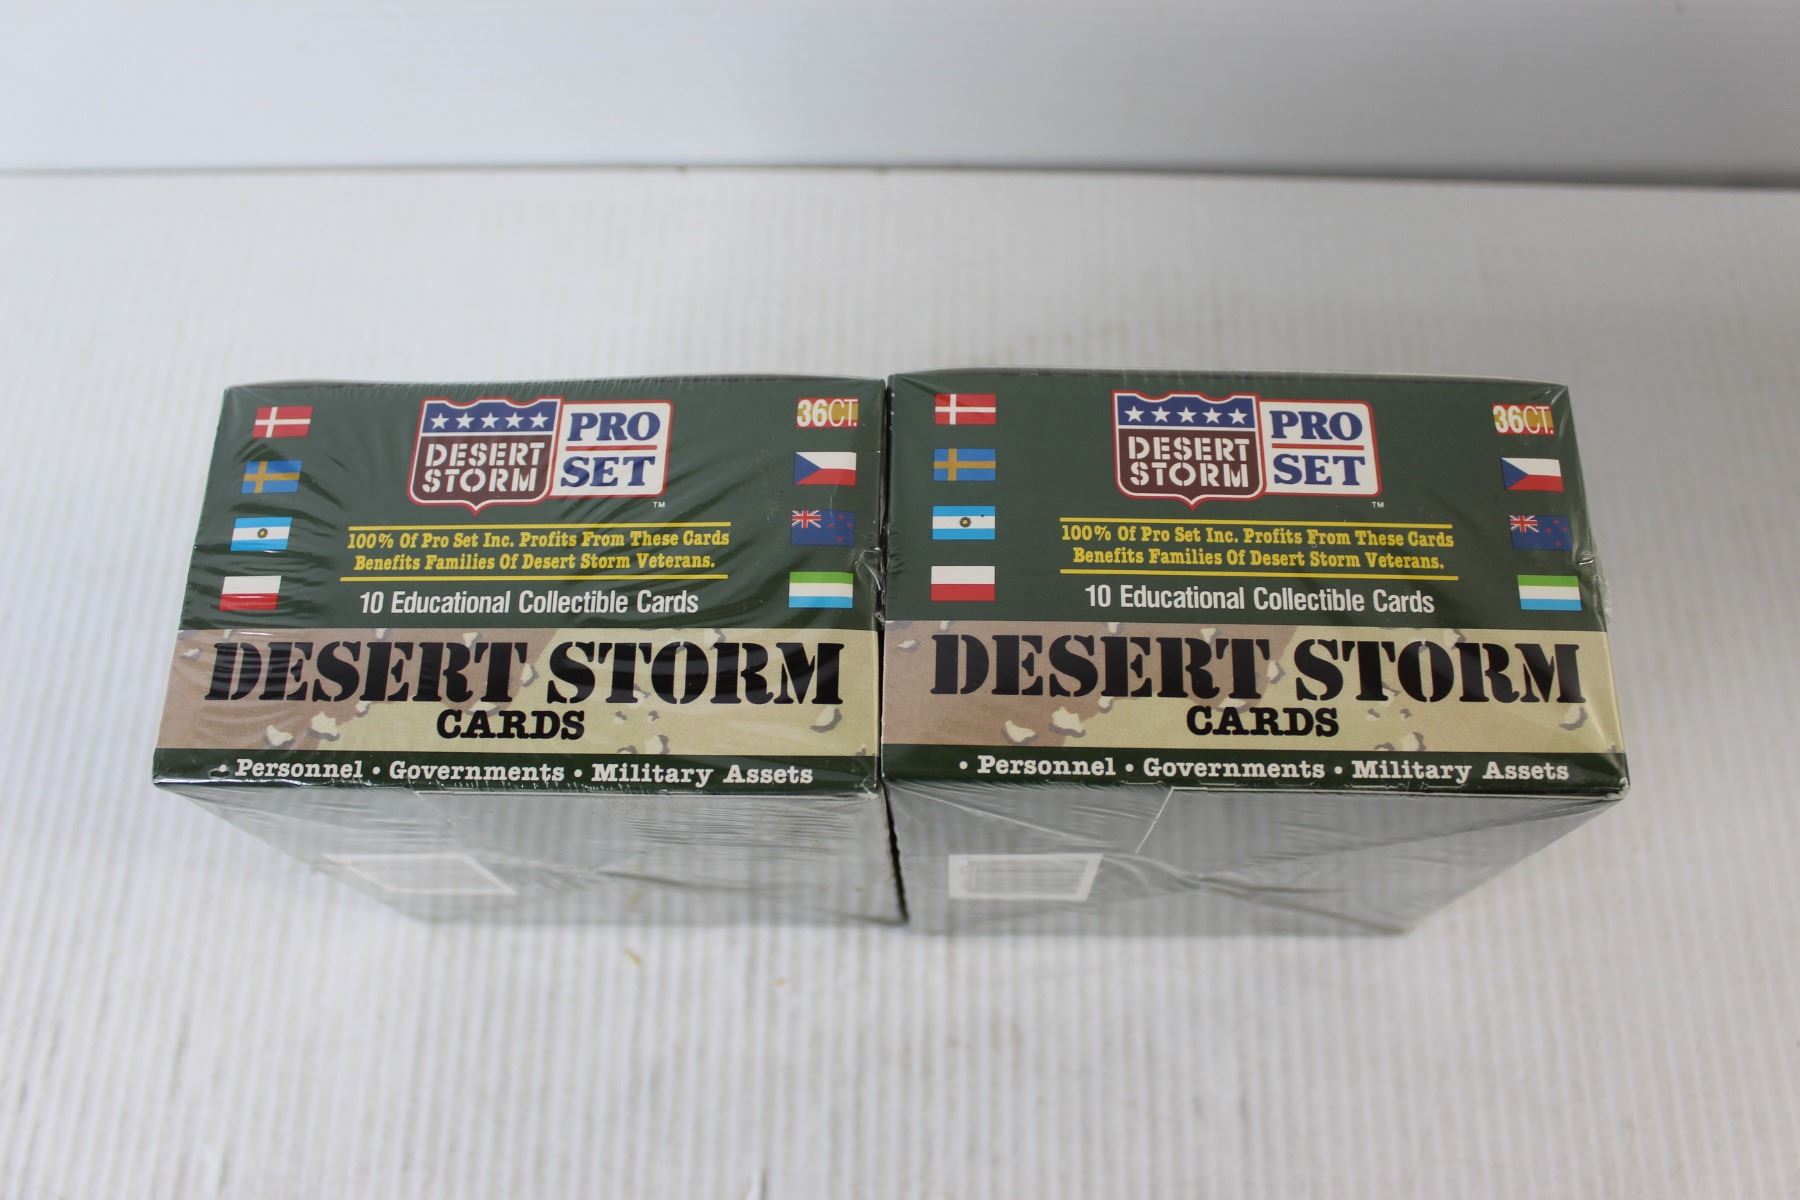 DESERT
STORM
PRO
SET
TM
36CT.
100% Of Pro Set Inc. Profits From These Cards
Benefits Families Of Desert Storm Veterans.
10 Educational Collectible Cards
DESERT STORM
CARDS
• Personnel • Governments • Military Assets
DESERT
STORM
PRO
SET
TM
36CT.
100% Of Pro Set Inc. Profits From These Cards
Benefits Families Of Desert Storm Veterans.
10 Educational Collectible Cards
DESERT STORM
CARDS
• Personnel • Governments • Military Assets